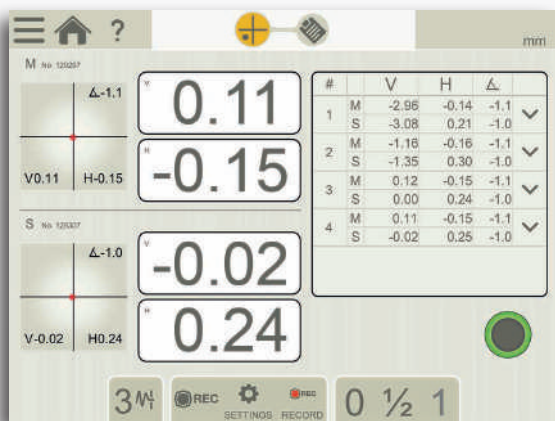 ?
mm
M No 129267
∡-1.1
V0.11 H-0.15
V 0.11
H -0.15
S
∡-1.0
V-0.02 H0.24
V -0.02
H 0.24
# V H ∡
1 M -2.96 -0.14 -1.1
S -3.08 0.21 -1.0
2 M -1.16 -0.16 -1.1
S -1.35 0.30 -1.0
3 M 0.12 -0.15 -1.1
S 0.00 0.24 -1.0
4 M 0.11 -0.15 -1.1
S -0.02 0.25 -1.0
3
REC
SETTINGS
REC
RECORD
0 ½ 1